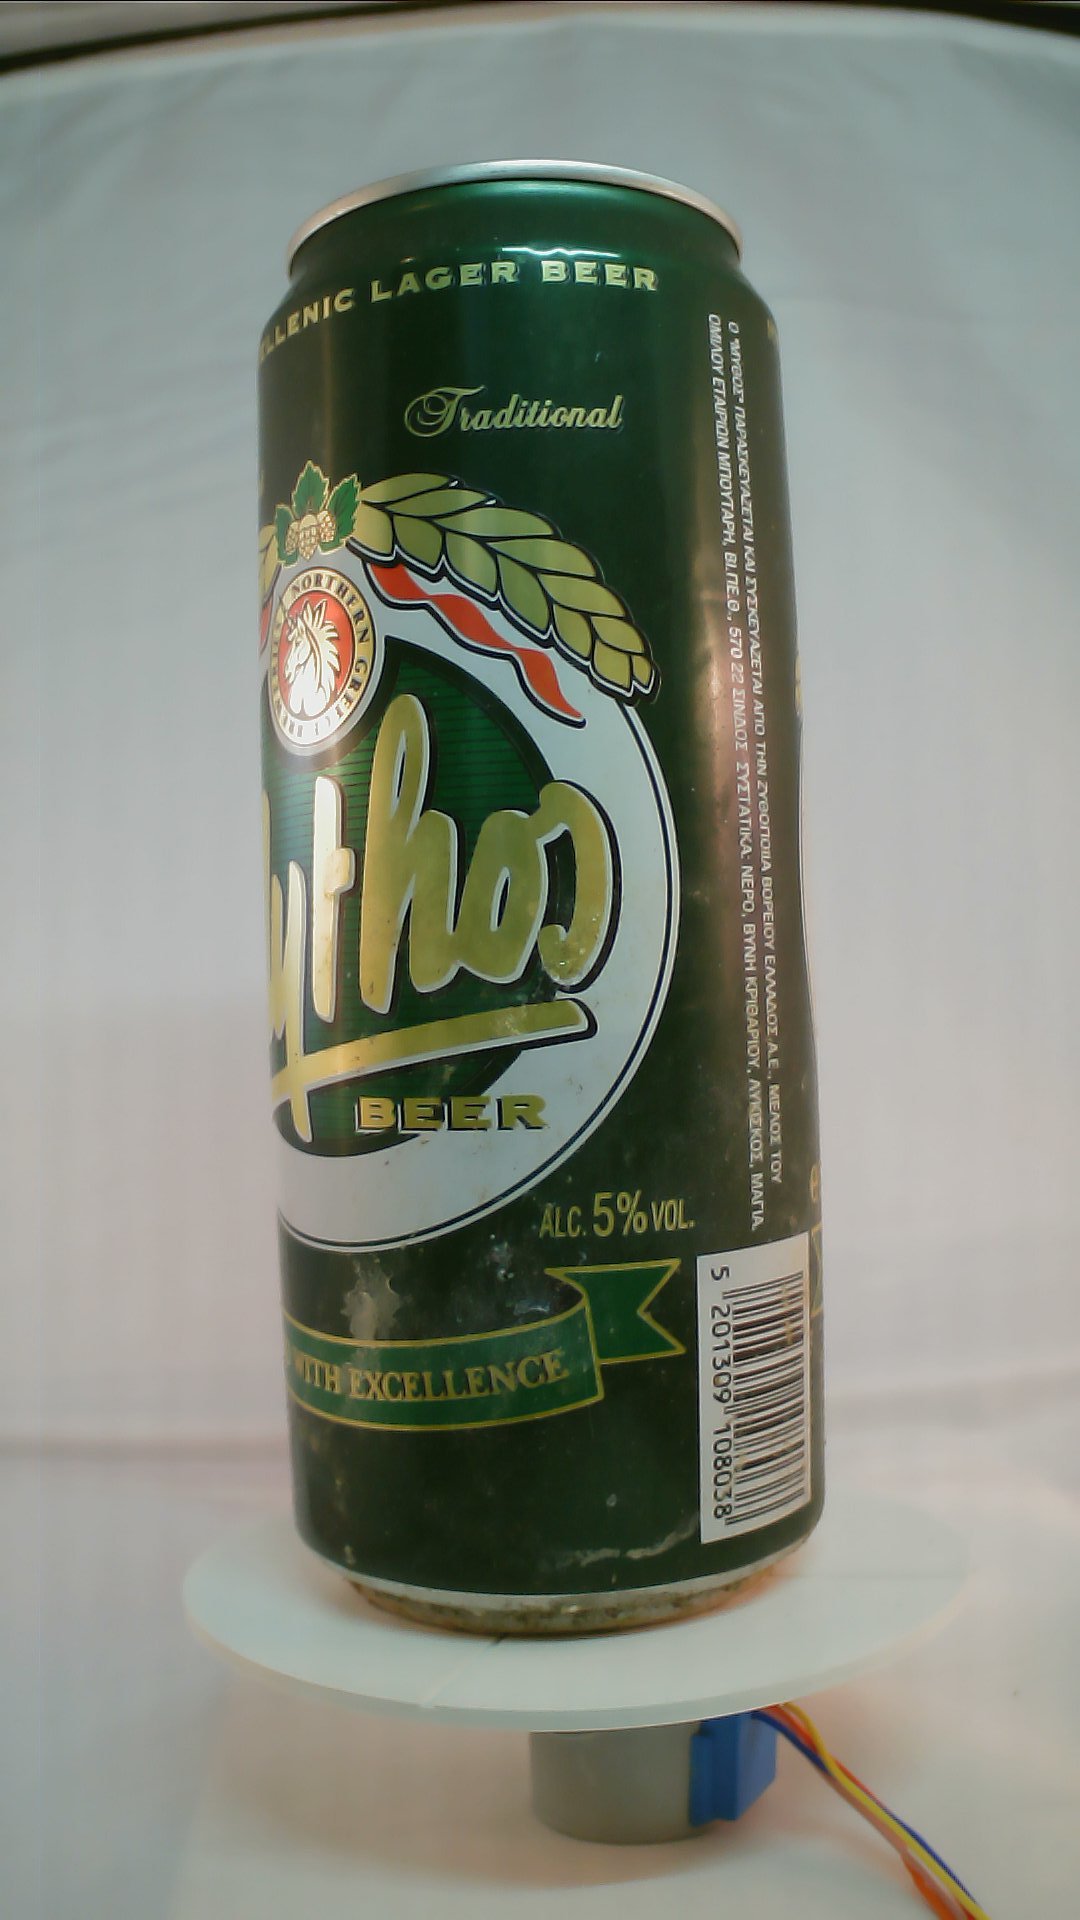 LLENIC LAGER BEER
Traditional
NORTHERN GREECE BREWERIES
ythos
BEER
ALC. 5% VOL.
WITH EXCELLENCE
Ο "ΜΥΘΟΣ" ΠΑΡΑΣΚΕΥΑΖΕΤΑΙ ΚΑΙ ΣΥΣΚΕΥΑΖΕΤΑΙ ΑΠΟ ΤΗΝ ΖΥΘΟΠΟΙΙΑ ΒΟΡΕΙΟΥ ΕΛΛΑΔΟΣ Α.Ε., ΜΕΛΟΣ ΤΟΥ
ΟΜΙΛΟΥ ΕΤΑΙΡΙΩΝ ΜΠΟΥΤΑΡΗ, ΒΙ.ΠΕ.Θ., 570 22 ΣΙΝΔΟΣ ΣΥΣΤΑΤΙΚΑ: ΝΕΡΟ, ΒΥΝΗ ΚΡΙΘΑΡΙΟΥ, ΛΥΚΙΣΚΟΣ, ΜΑΓΙΑ.
5 201309 108038